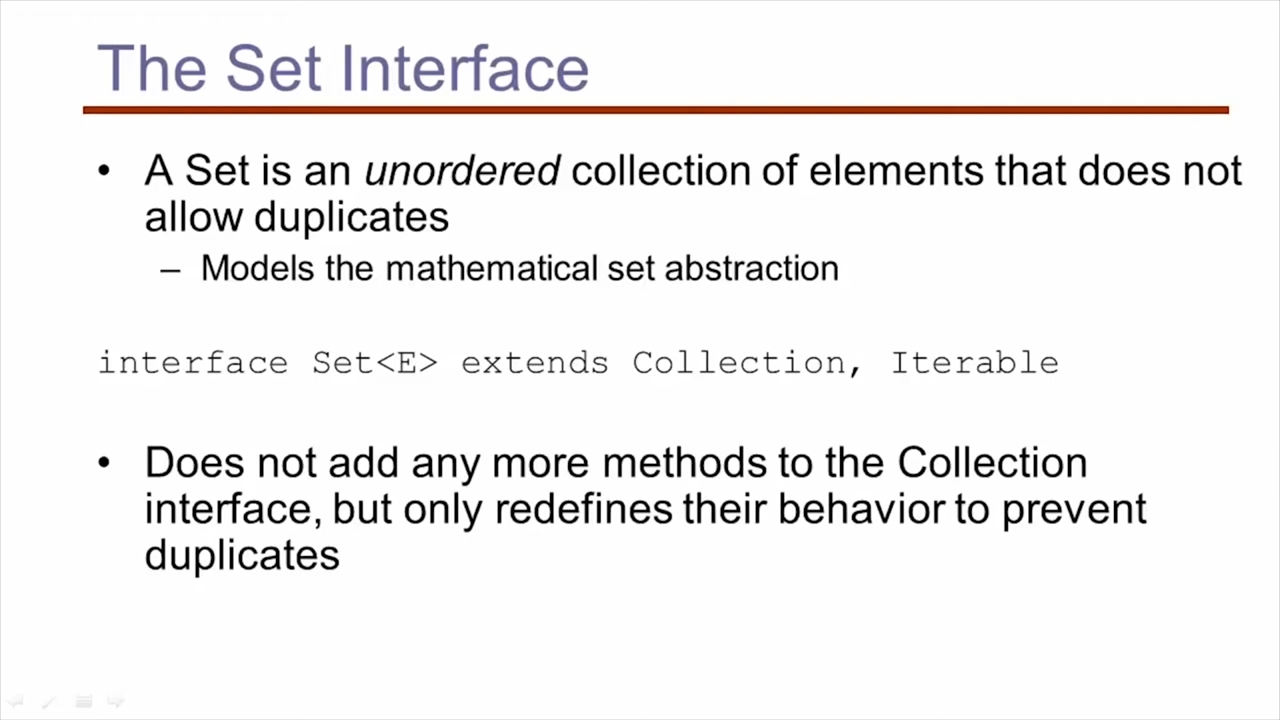 The Set Interface
• A Set is an unordered collection of elements that does not
allow duplicates
– Models the mathematical set abstraction
interface Set<E> extends Collection, Iterable
• Does not add any more methods to the Collection
interface, but only redefines their behavior to prevent
duplicates